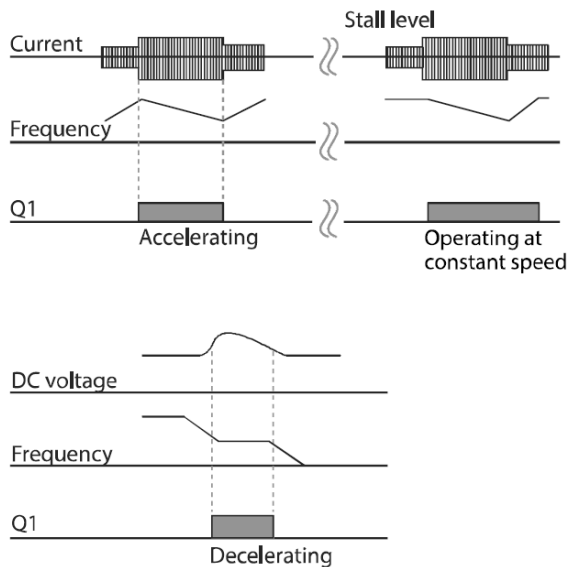 Stall level
Current
Frequency
Q1
Accelerating
Operating at
constant speed
DC voltage
Frequency
Q1
Decelerating